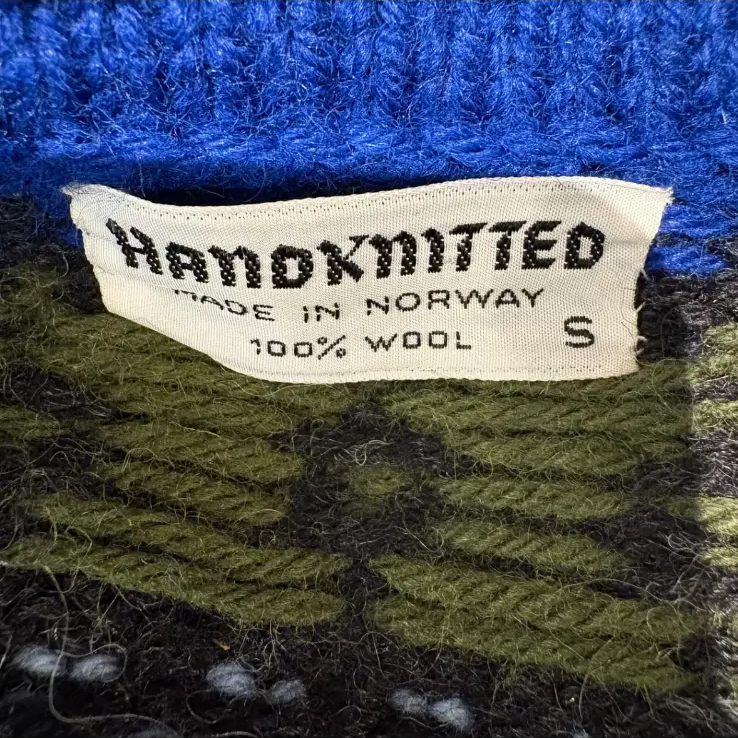 HANDKNITTED
MADE IN NORWAY
100% WOOL
S